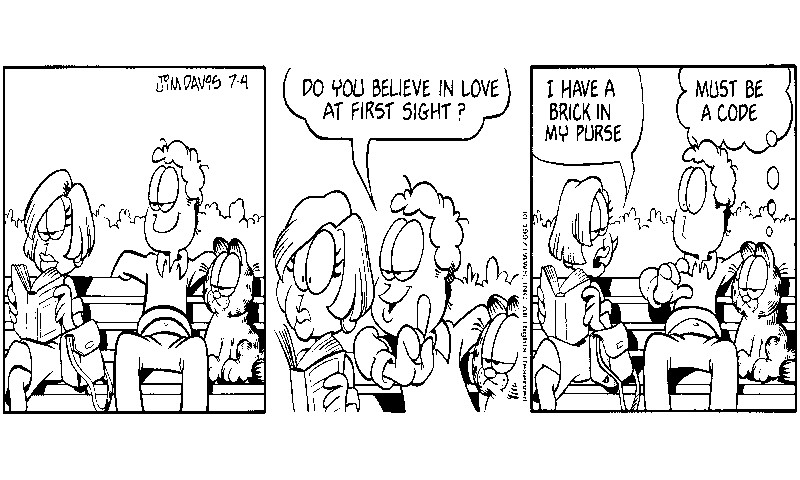 JIM DAVIS 7-4
DO YOU BELIEVE IN LOVE
AT FIRST SIGHT?
I HAVE A
BRICK IN
MY PURSE
MUST BE
A CODE